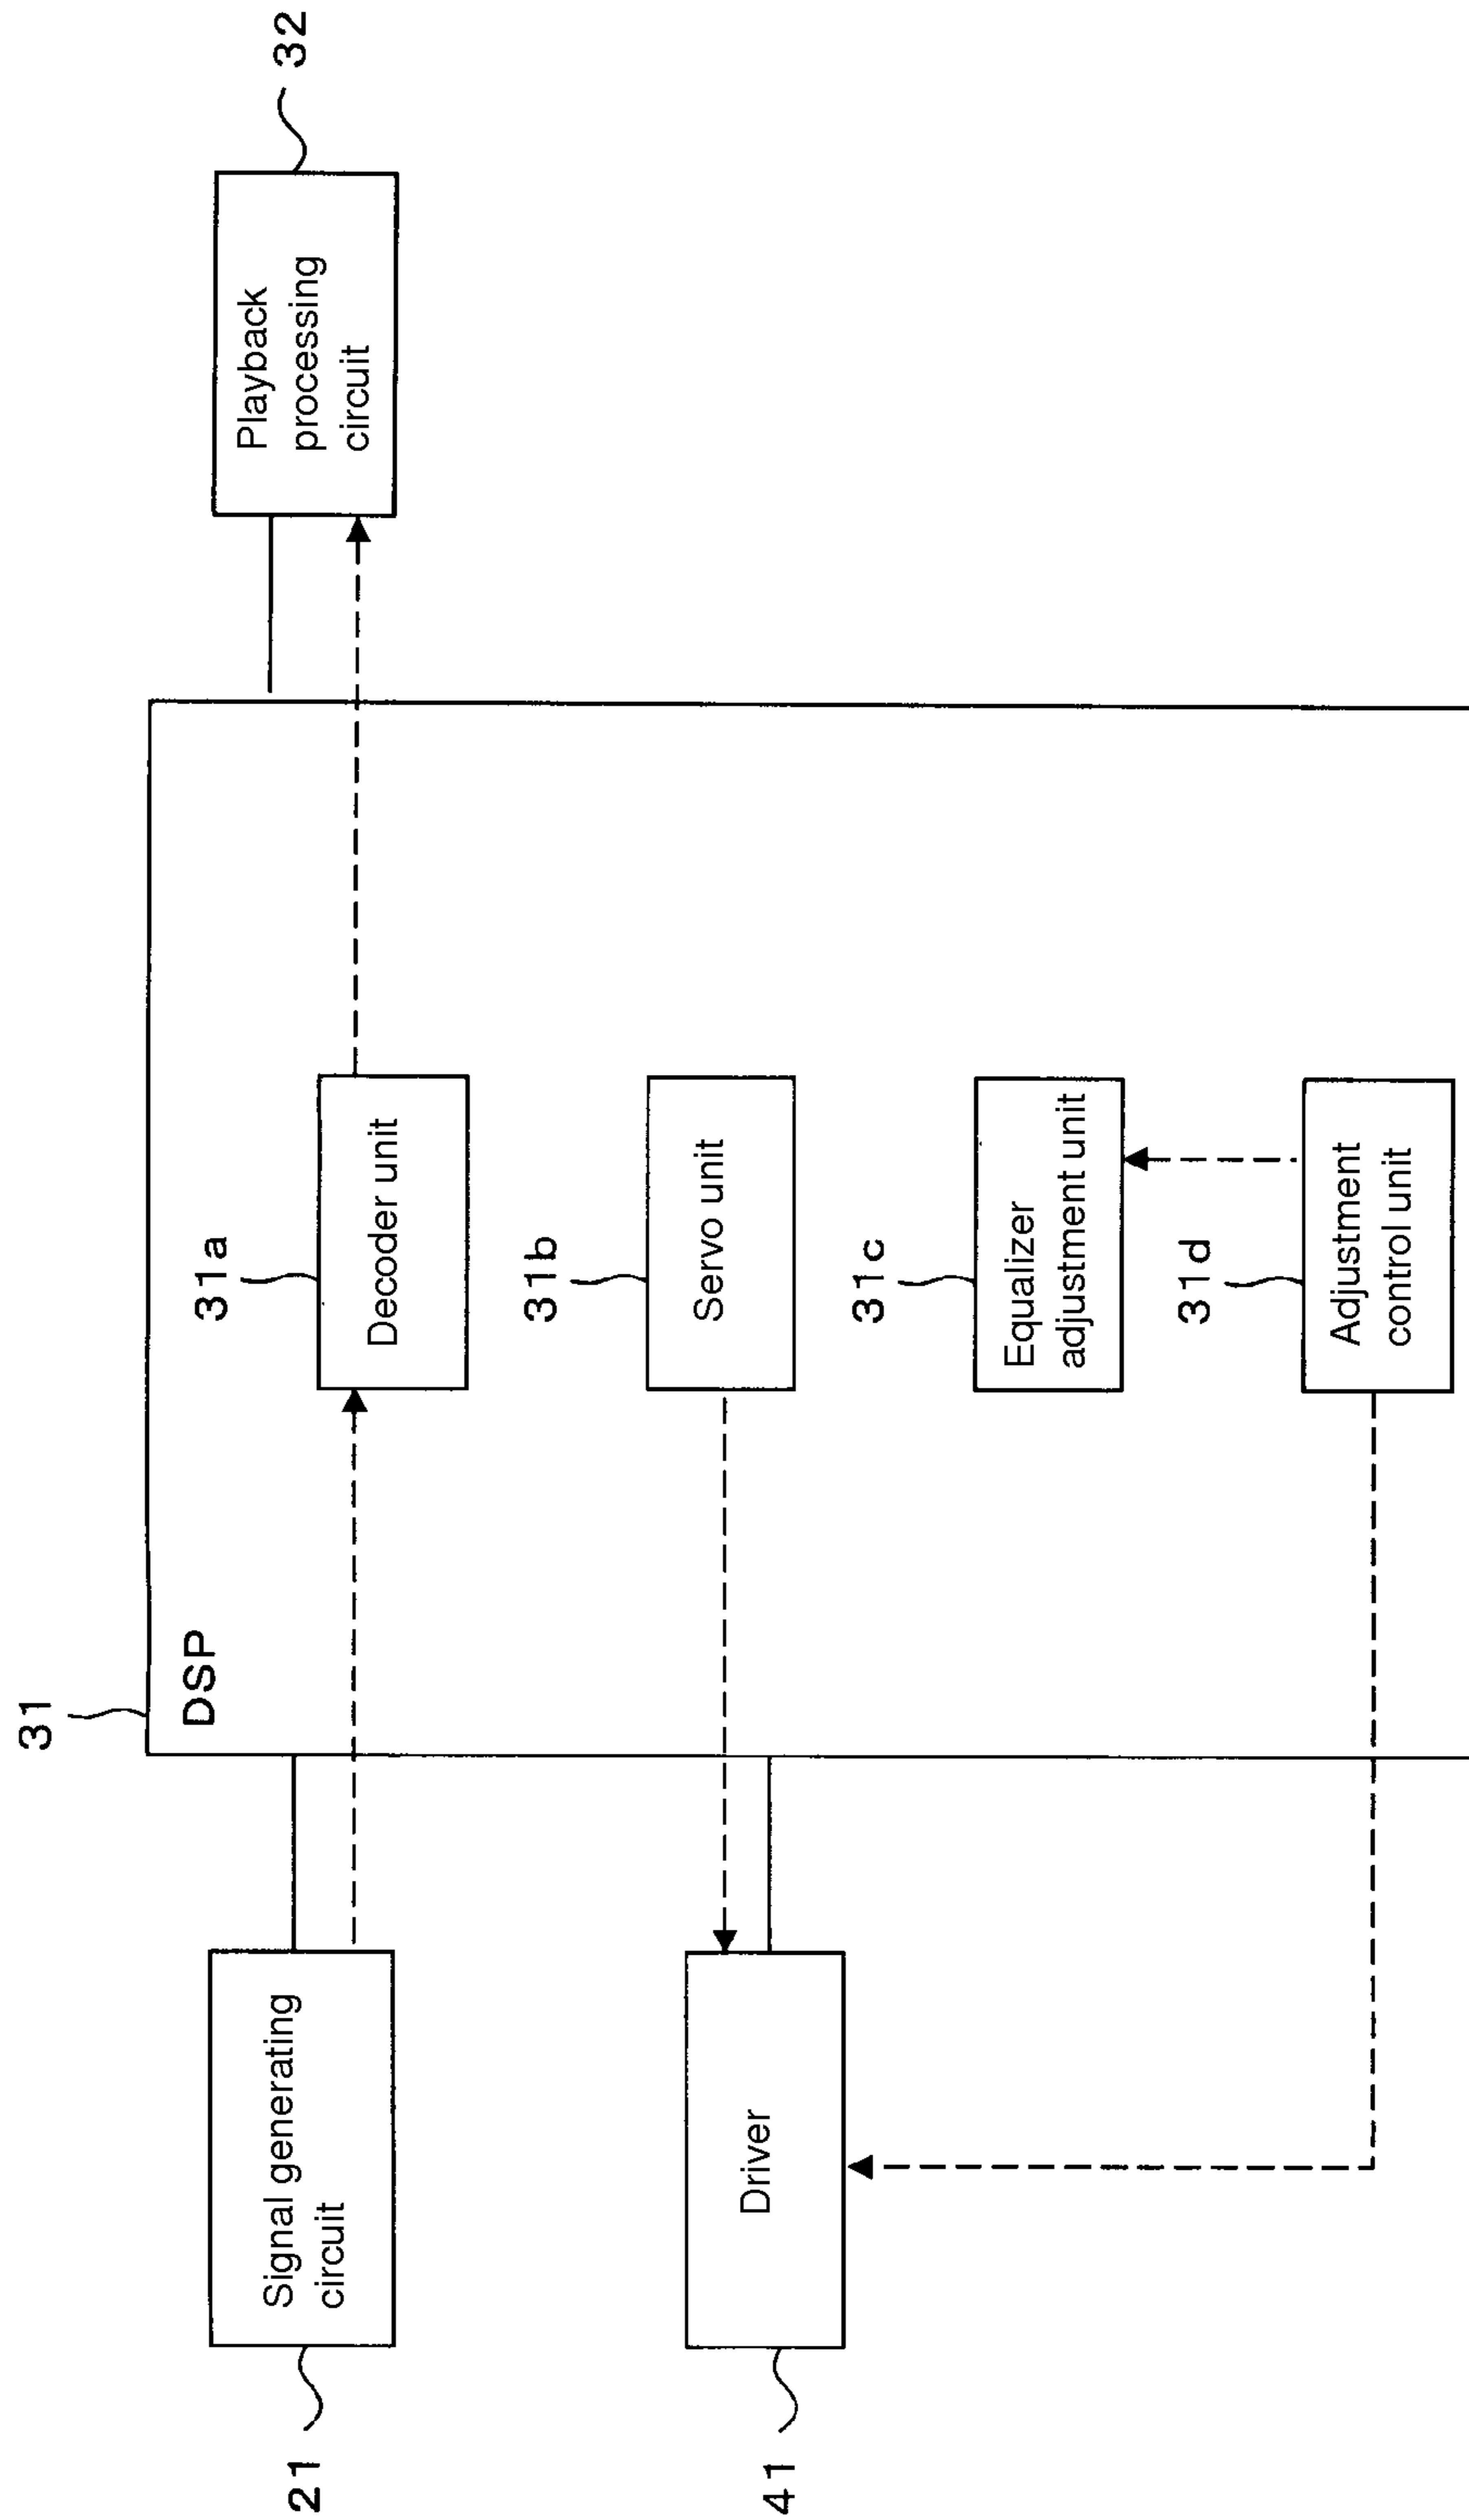 31
DSP
21
Signal generating
circuit
31a
Decoder unit
Playback
processing
circuit
32
41
Driver
31b
Servo unit
31c
Equalizer
adjustment unit
31d
Adjustment
control unit